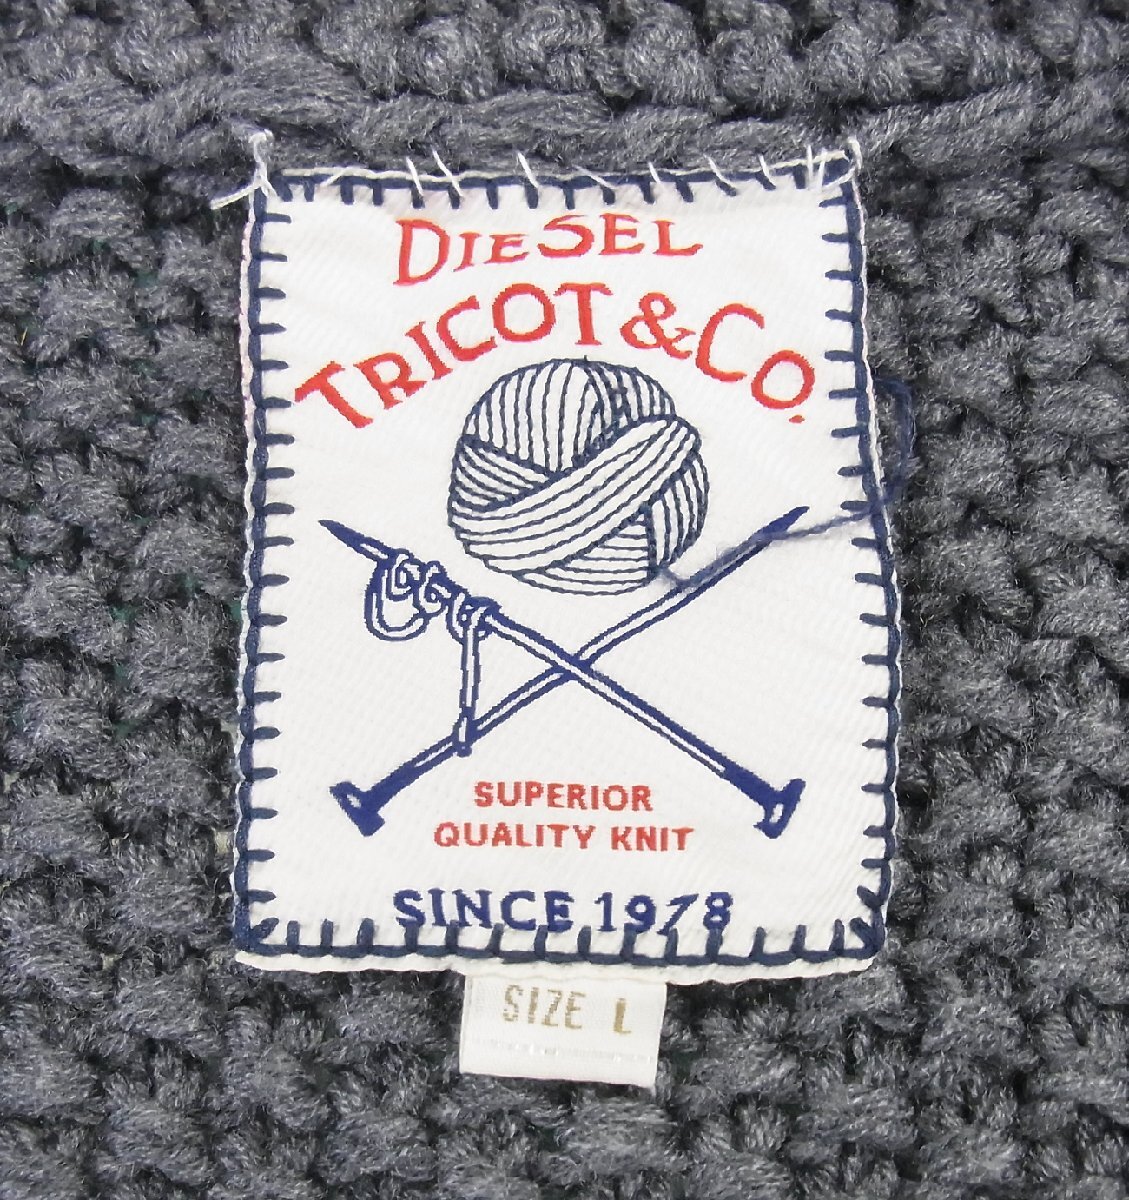 DIESEL
TRICOT & CO.
SUPERIOR
QUALITY KNIT
SINCE 1978
SIZE L